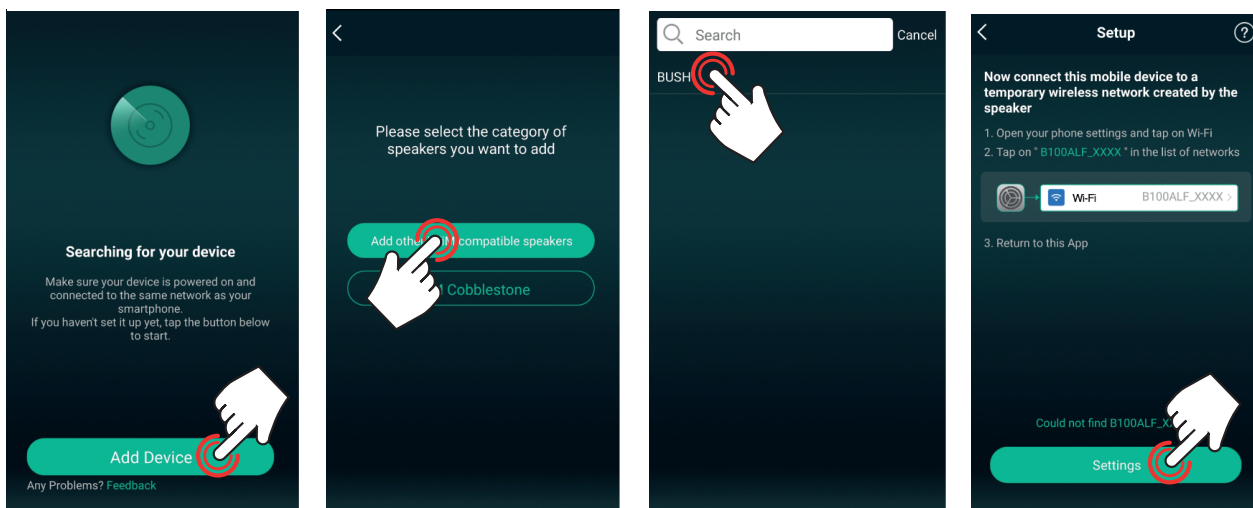 Searching for your device
Make sure your device is powered on and
connected to the same network as your
smartphone.
If you haven't set it up yet, tap the button below
to start.
Add Device
Any Problems? Feedback
Please select the category of
speakers you want to add
Add other compatible speakers
Cobblestone
Search
Cancel
BUSH
Setup
?
Now connect this mobile device to a
temporary wireless network created by the
speaker
1. Open your phone settings and tap on Wi-Fi
2. Tap on " B100ALF_XXXX " in the list of networks
Wi-Fi B100ALF_XXXX >
3. Return to this App
Could not find
Settings